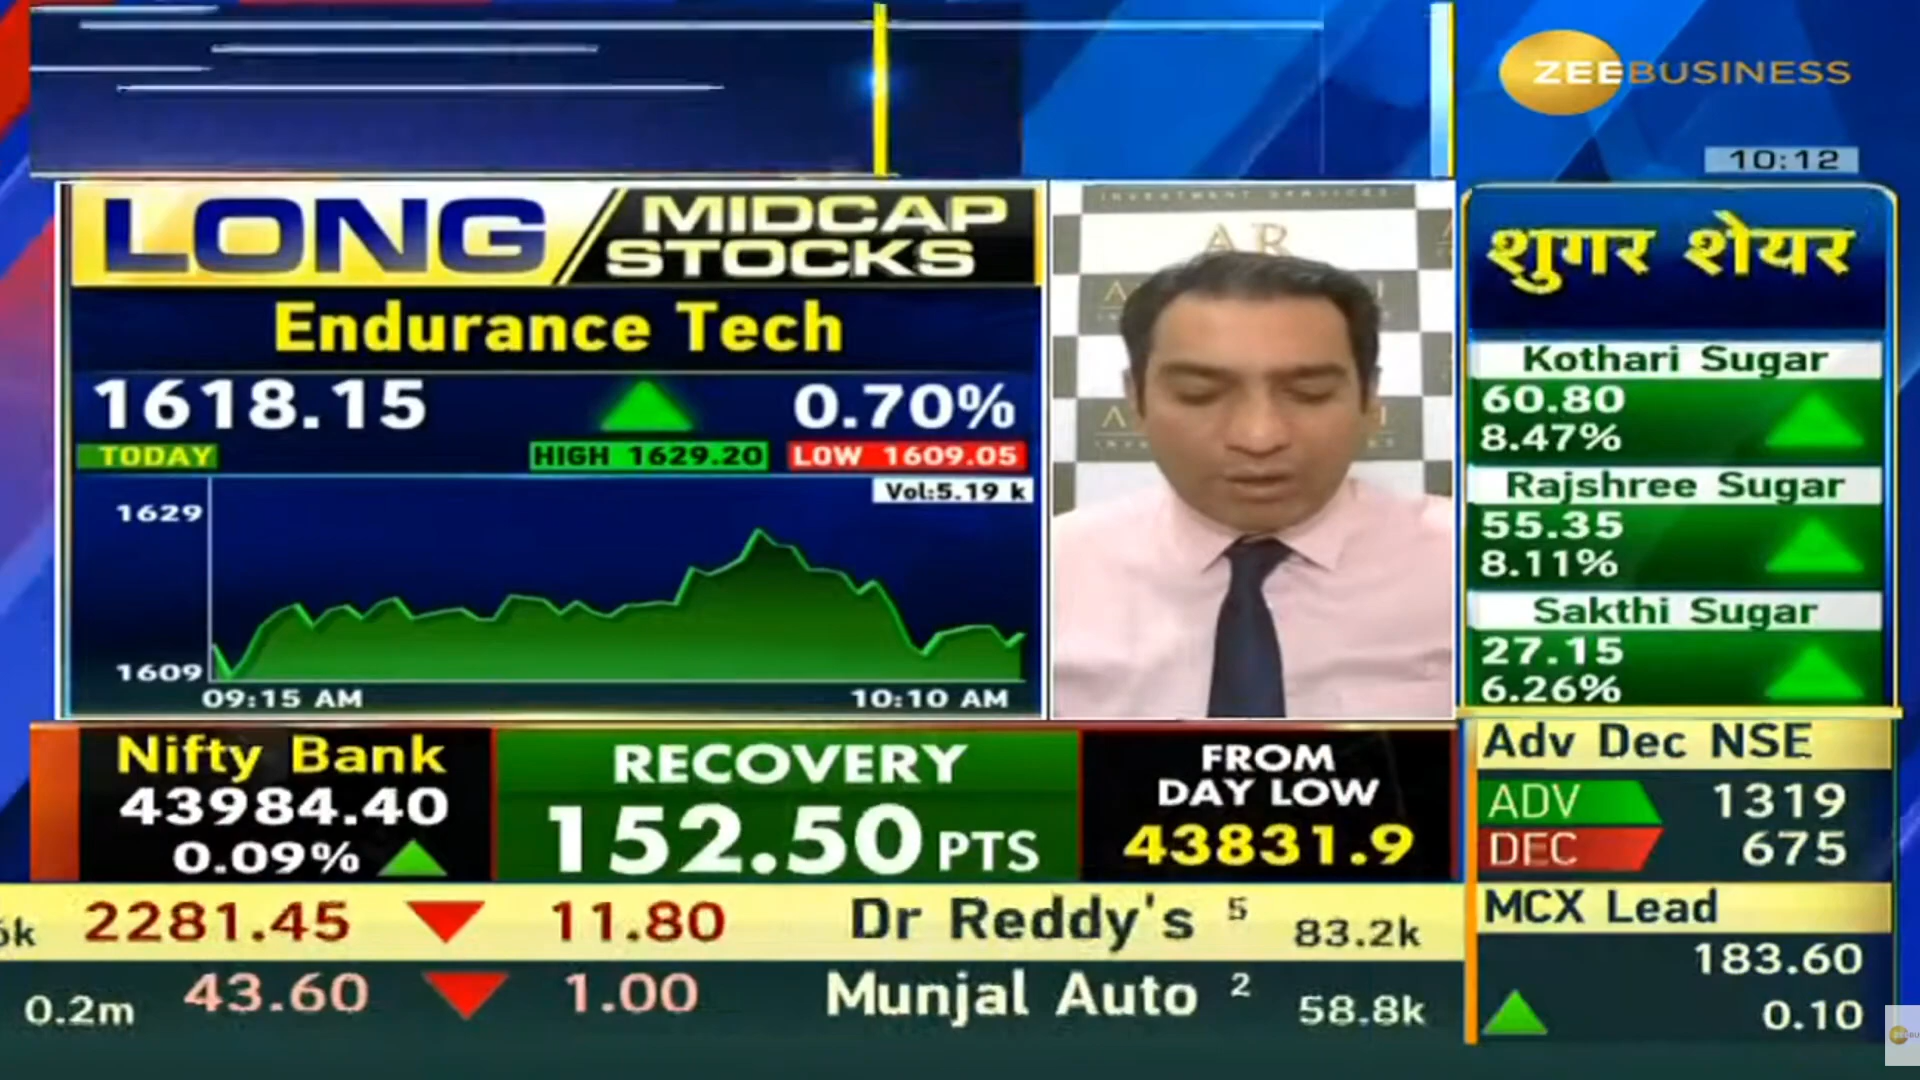 ZEEBUSINESS
10:12
LONG
MIDCAP
STOCKS
Endurance Tech
1618.15 0.70%
TODAY HIGH 1629.20 LOW 1609.05
Vol:5.19 k
1629
1609
09:15 AM 10:10 AM
INVESTMENT SERVICES
AR
शुगर शेयर
Kothari Sugar
60.80
8.47%
Rajshree Sugar
55.35
8.11%
Sakthi Sugar
27.15
6.26%
Nifty Bank
43984.40
0.09%
RECOVERY
152.50 PTS
FROM
DAY LOW
43831.9
Adv Dec NSE
ADV 1319
DEC 675
MCX Lead
183.60
0.10
2281.45 11.80 Dr Reddy's 5 83.2k
0.2m 43.60 1.00 Munjal Auto 2 58.8k